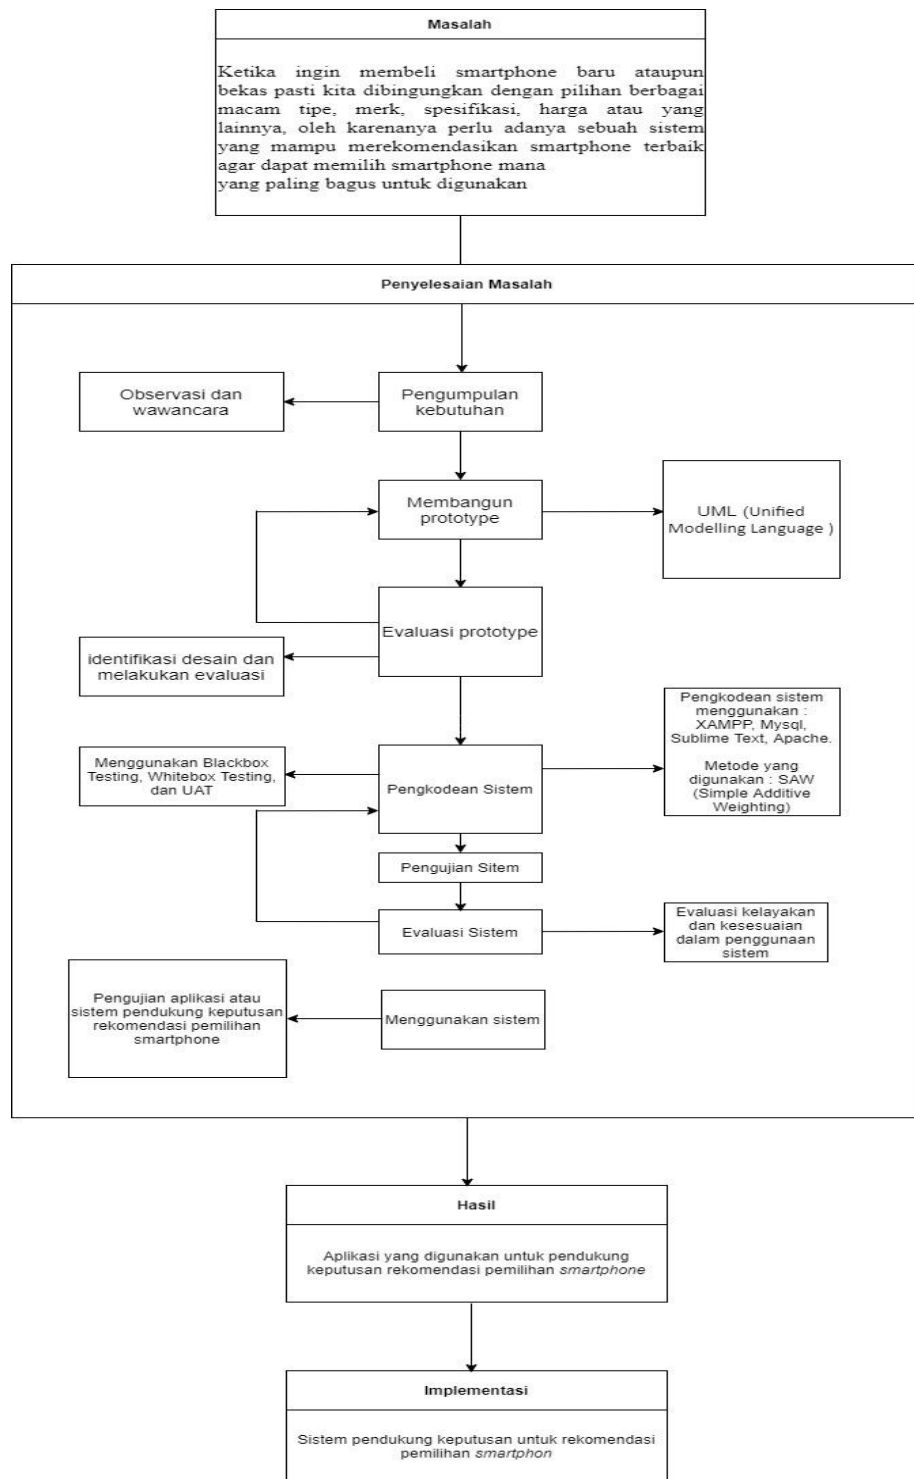 Masalah
Ketika ingin membeli smartphone baru ataupun
bekas pasti kita dibingungkan dengan pilihan berbagai
macam tipe, merk, spesifikasi, harga atau yang
lainnya, oleh karenanya perlu adanya sebuah sistem
yang mampu merekomendasikan smartphone terbaik
agar dapat memilih smartphone mana
yang paling bagus untuk digunakan
Penyelesaian Masalah
Observasi dan
wawancara
Pengumpulan
kebutuhan
Membangun
prototype
UML (Unified
Modelling Language )
Evaluasi prototype
identifikasi desain dan
melakukan evaluasi
Pengkodean sistem
menggunakan :
XAMPP, Mysql,
Sublime Text, Apache.
Metode yang
digunakan : SAW
(Simple Additive
Weighting)
Menggunakan Blackbox
Testing, Whitebox Testing,
dan UAT
Pengkodean Sistem
Pengujian Sitem
Evaluasi Sistem
Evaluasi kelayakan
dan kesesuaian
dalam penggunaan
sistem
Pengujian aplikasi atau
sistem pendukung keputusan
rekomendasi pemilihan
smartphone
Menggunakan sistem
Hasil
Aplikasi yang digunakan untuk pendukung
keputusan rekomendasi pemilihan smartphone
Implementasi
Sistem pendukung keputusan untuk rekomendasi
pemilihan smartphon